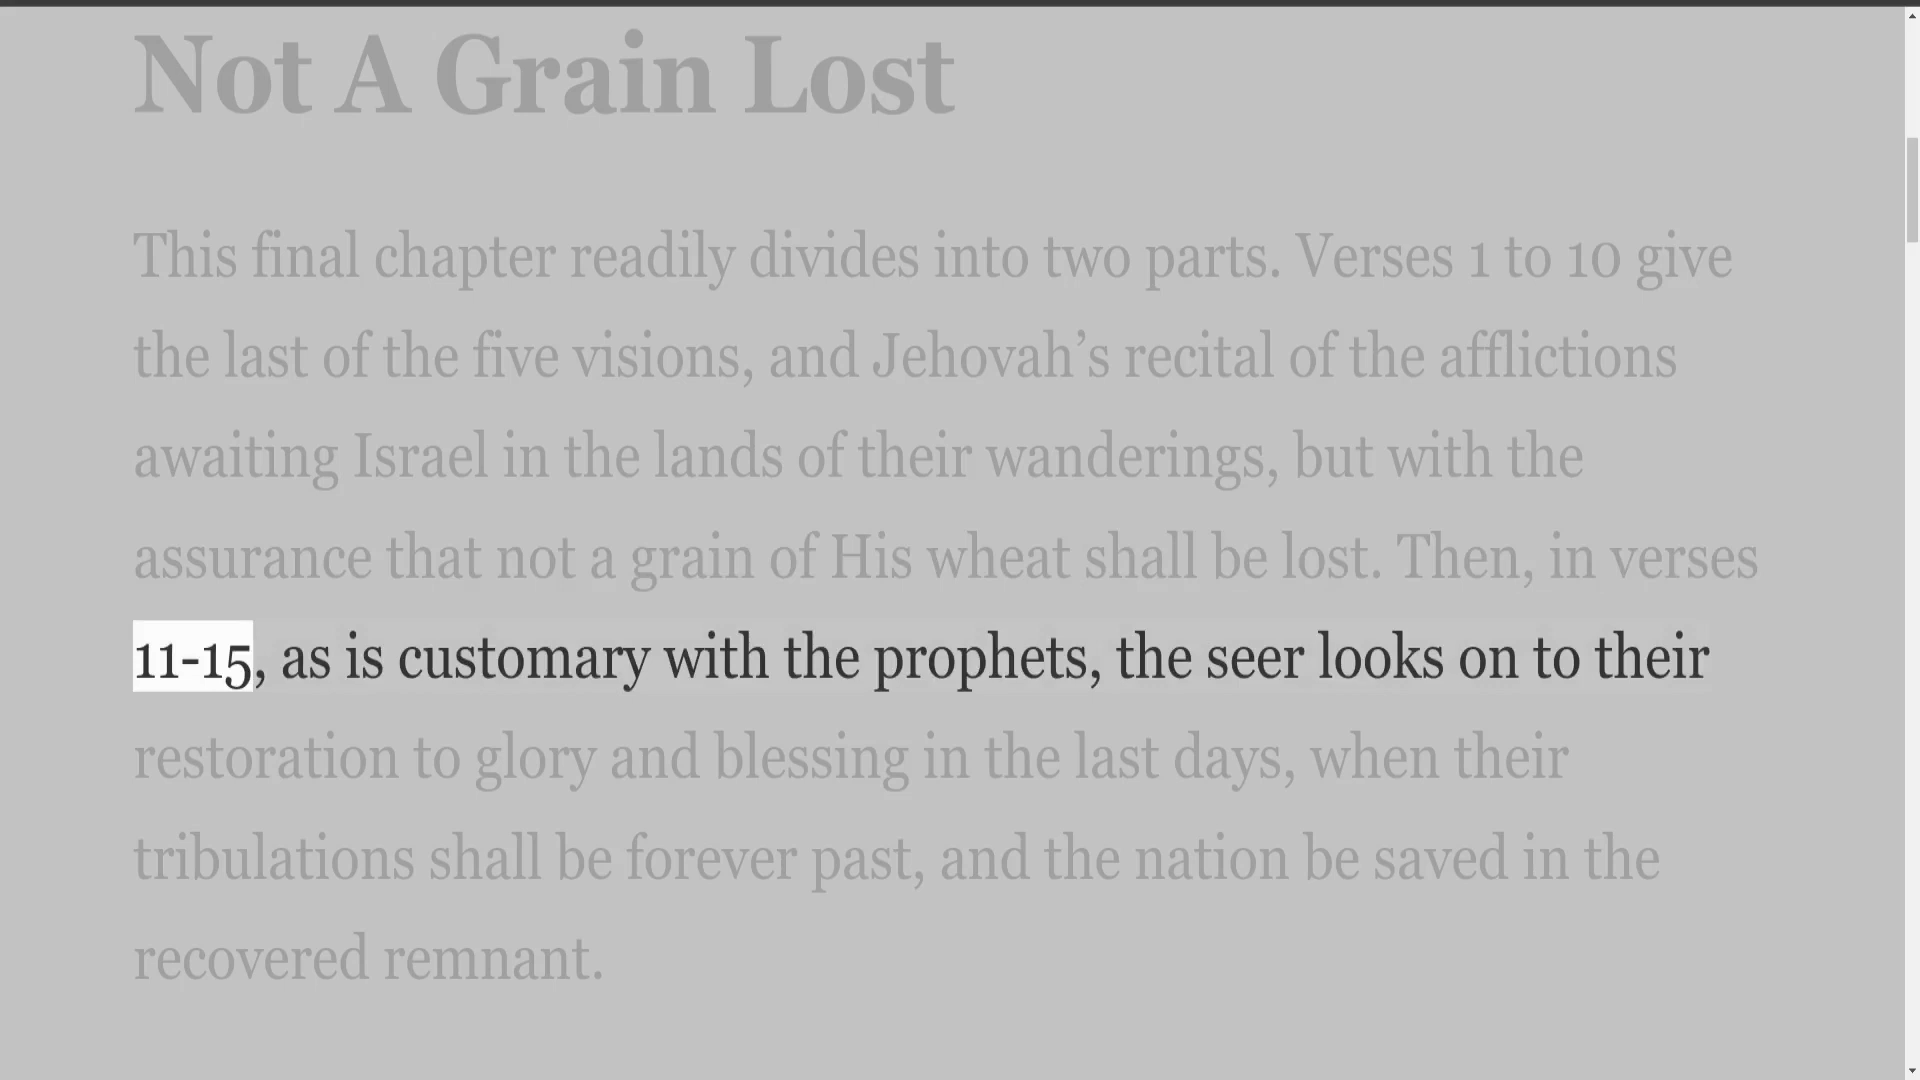 Not A Grain Lost
This final chapter readily divides into two parts. Verses 1 to 10 give
the last of the five visions, and Jehovah’s recital of the afflictions
awaiting Israel in the lands of their wanderings, but with the
assurance that not a grain of His wheat shall be lost. Then, in verses
11-15, as is customary with the prophets, the seer looks on to their
restoration to glory and blessing in the last days, when their
tribulations shall be forever past, and the nation be saved in the
recovered remnant.